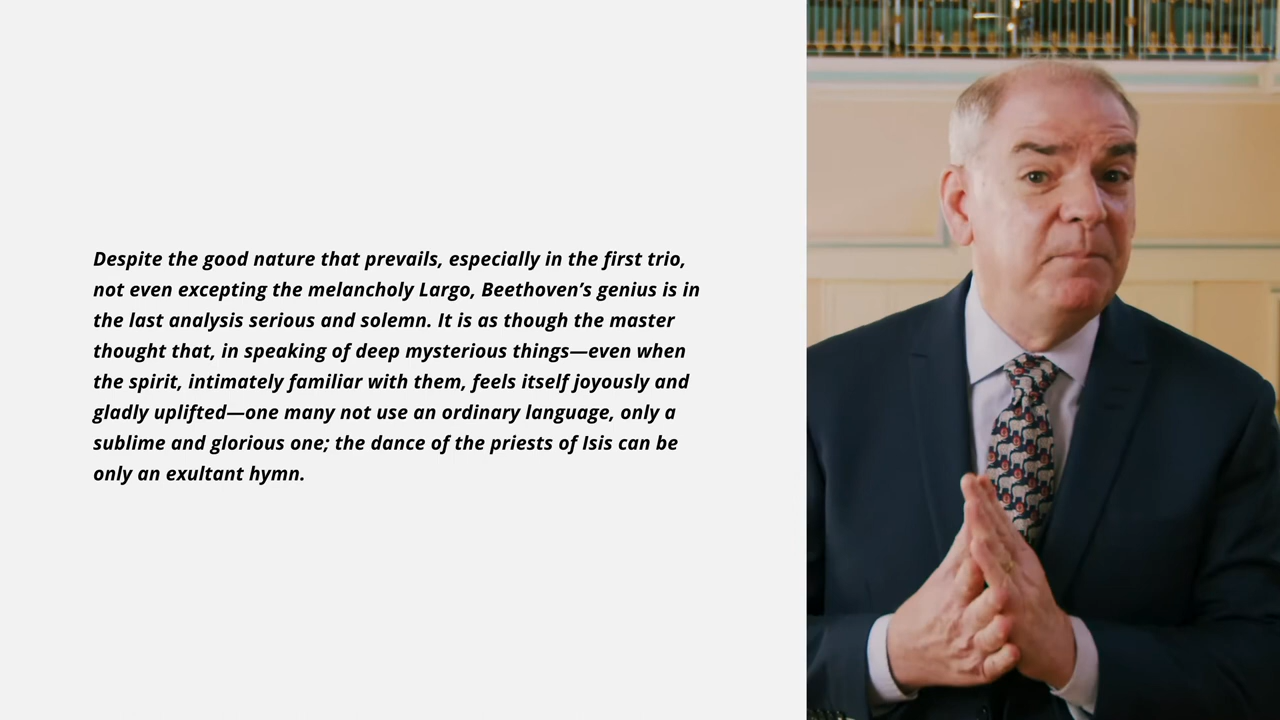 Despite the good nature that prevails, especially in the first trio,
not even excepting the melancholy Largo, Beethoven’s genius is in
the last analysis serious and solemn. It is as though the master
thought that, in speaking of deep mysterious things—even when
the spirit, intimately familiar with them, feels itself joyously and
gladly uplifted—one many not use an ordinary language, only a
sublime and glorious one; the dance of the priests of Isis can be
only an exultant hymn.